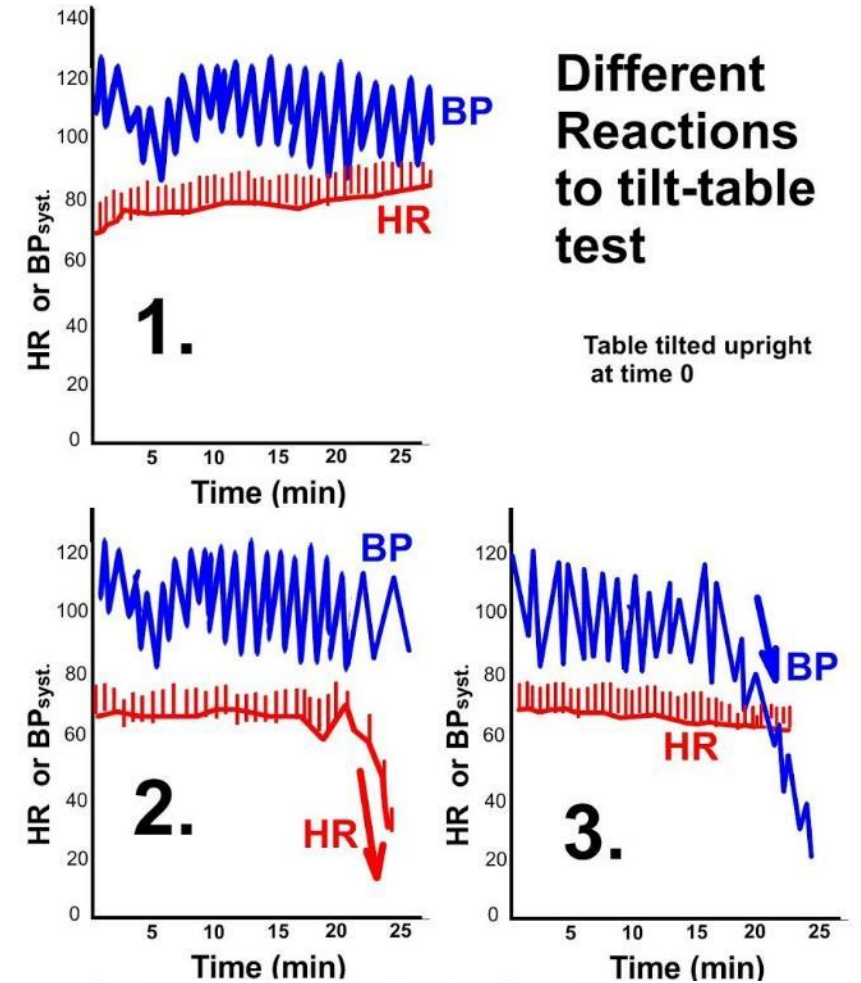 Different
Reactions
to tilt-table
test
Table tilted upright
at time 0
140
120
100
80
60
40
20
0
HR or BPsyst.
BP
HR
1.
5 10 15 20 25
Time (min)
120
100
80
60
40
20
0
HR or BPsyst.
BP
HR
2.
5 10 15 20 25
Time (min)
120
100
80
60
40
20
0
HR or BPsyst.
BP
HR
3.
5 10 15 20 25
Time (min)